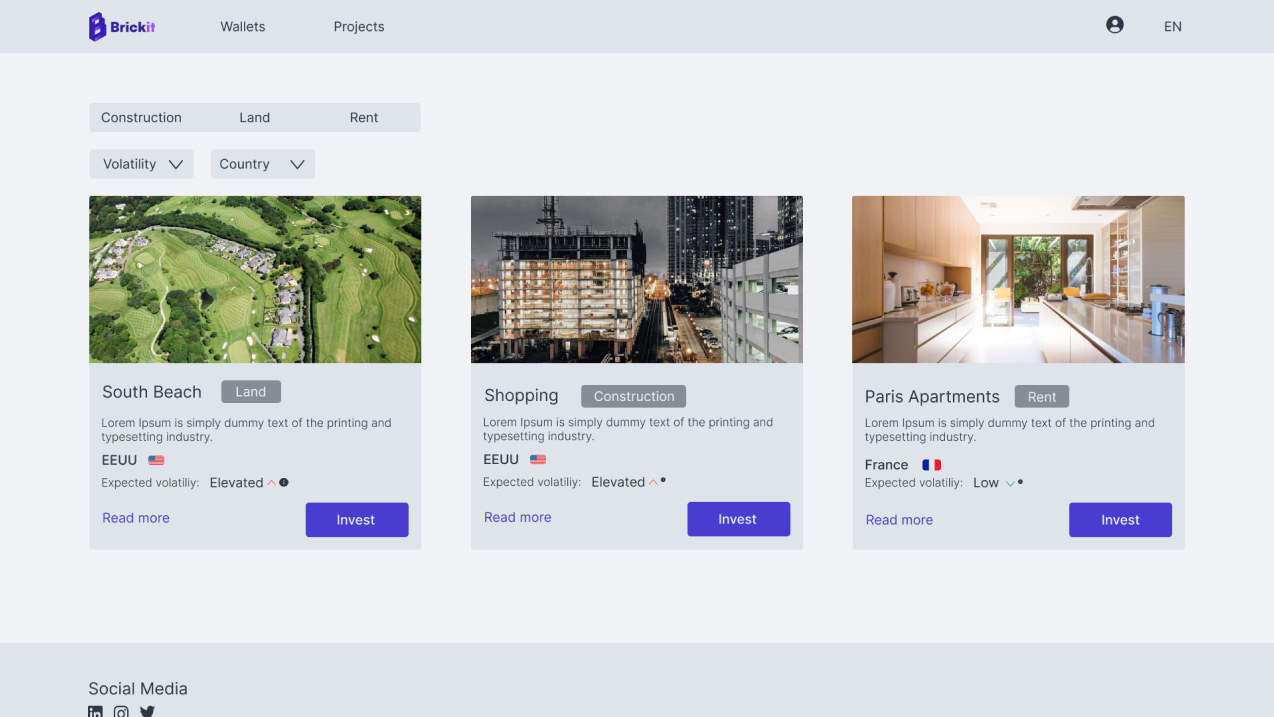 Brickit
Wallets
Projects
EN
Construction
Land
Rent
Volatility
Country
South Beach
Land
Lorem Ipsum is simply dummy text of the printing and
typesetting industry.
EEUU
Expected volatiliy:
Elevated
Read more
Invest
Shopping
Construction
Lorem Ipsum is simply dummy text of the printing and
typesetting industry.
EEUU
Expected volatiliy:
Elevated
Read more
Invest
Paris Apartments
Rent
Lorem Ipsum is simply dummy text of the printing and
typesetting industry.
France
Expected volatiliy:
Low
Read more
Invest
Social Media